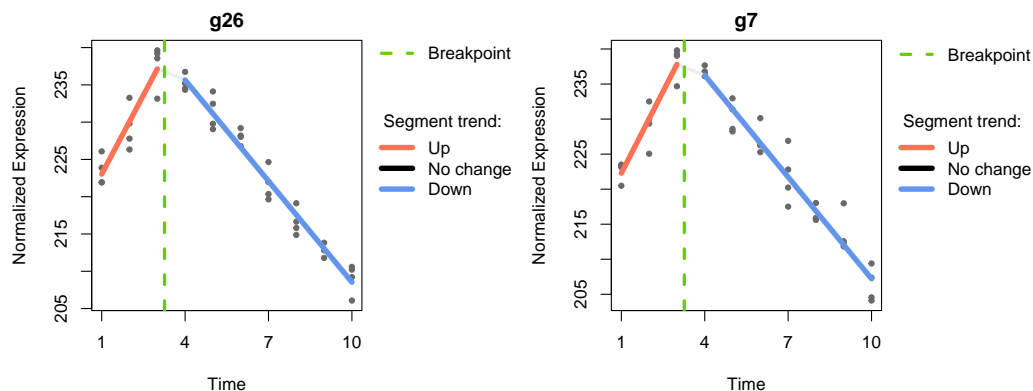 g26
Normalized Expression
235
225
215
205
1
4
7
10
Time
Breakpoint
Segment trend:
Up
No change
Down
g7
Normalized Expression
235
225
215
205
1
4
7
10
Time
Breakpoint
Segment trend:
Up
No change
Down